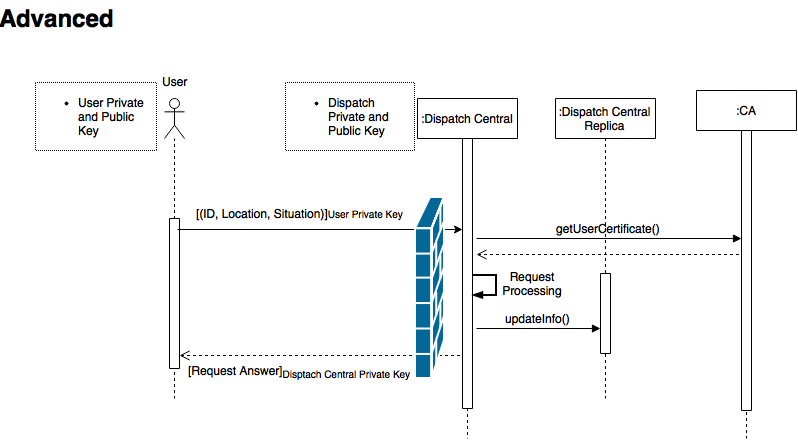 Advanced
User
• User Private
and Public
Key
• Dispatch
Private and
Public Key
:Dispatch Central
:Dispatch Central
Replica
:CA
[(ID, Location, Situation)]User Private Key
getUserCertificate()
Request
Processing
updateInfo()
[Request Answer]Disptach Central Private Key